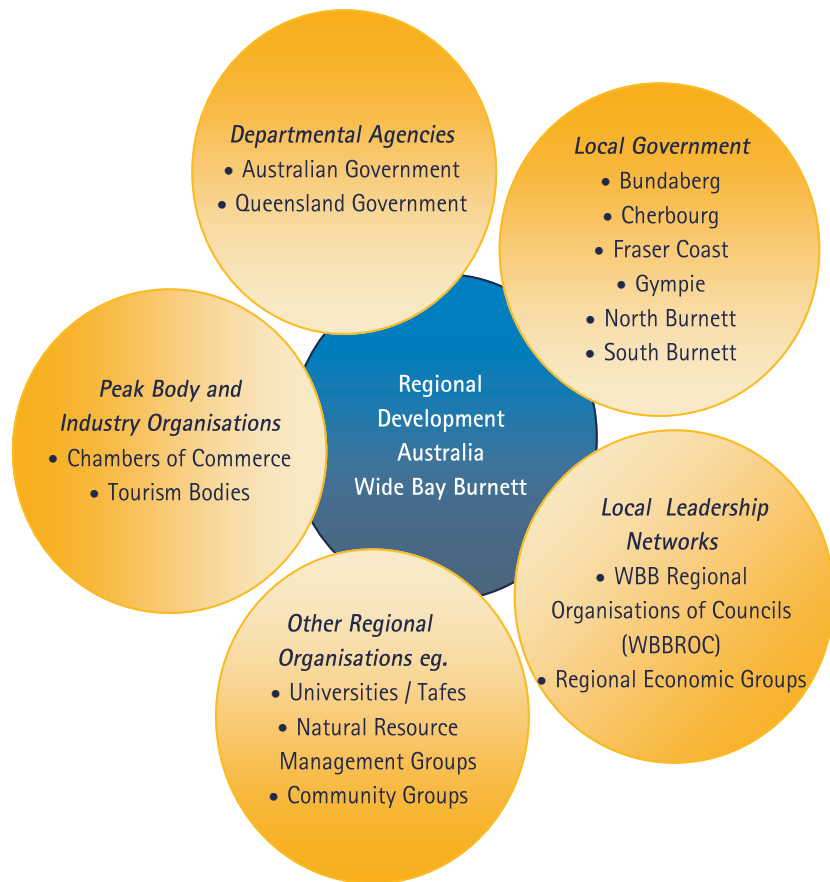 Departmental Agencies
• Australian Government
• Queensland Government
Local Government
• Bundaberg
• Cherbourg
• Fraser Coast
• Gympie
• North Burnett
• South Burnett
Peak Body and
Industry Organisations
• Chambers of Commerce
• Tourism Bodies
Regional
Development
Australia
Wide Bay Burnett
Local Leadership
Networks
• WBB Regional
Organisations of Councils
(WBBROC)
• Regional Economic Groups
Other Regional
Organisations eg.
• Universities / Tafes
• Natural Resource
Management Groups
• Community Groups